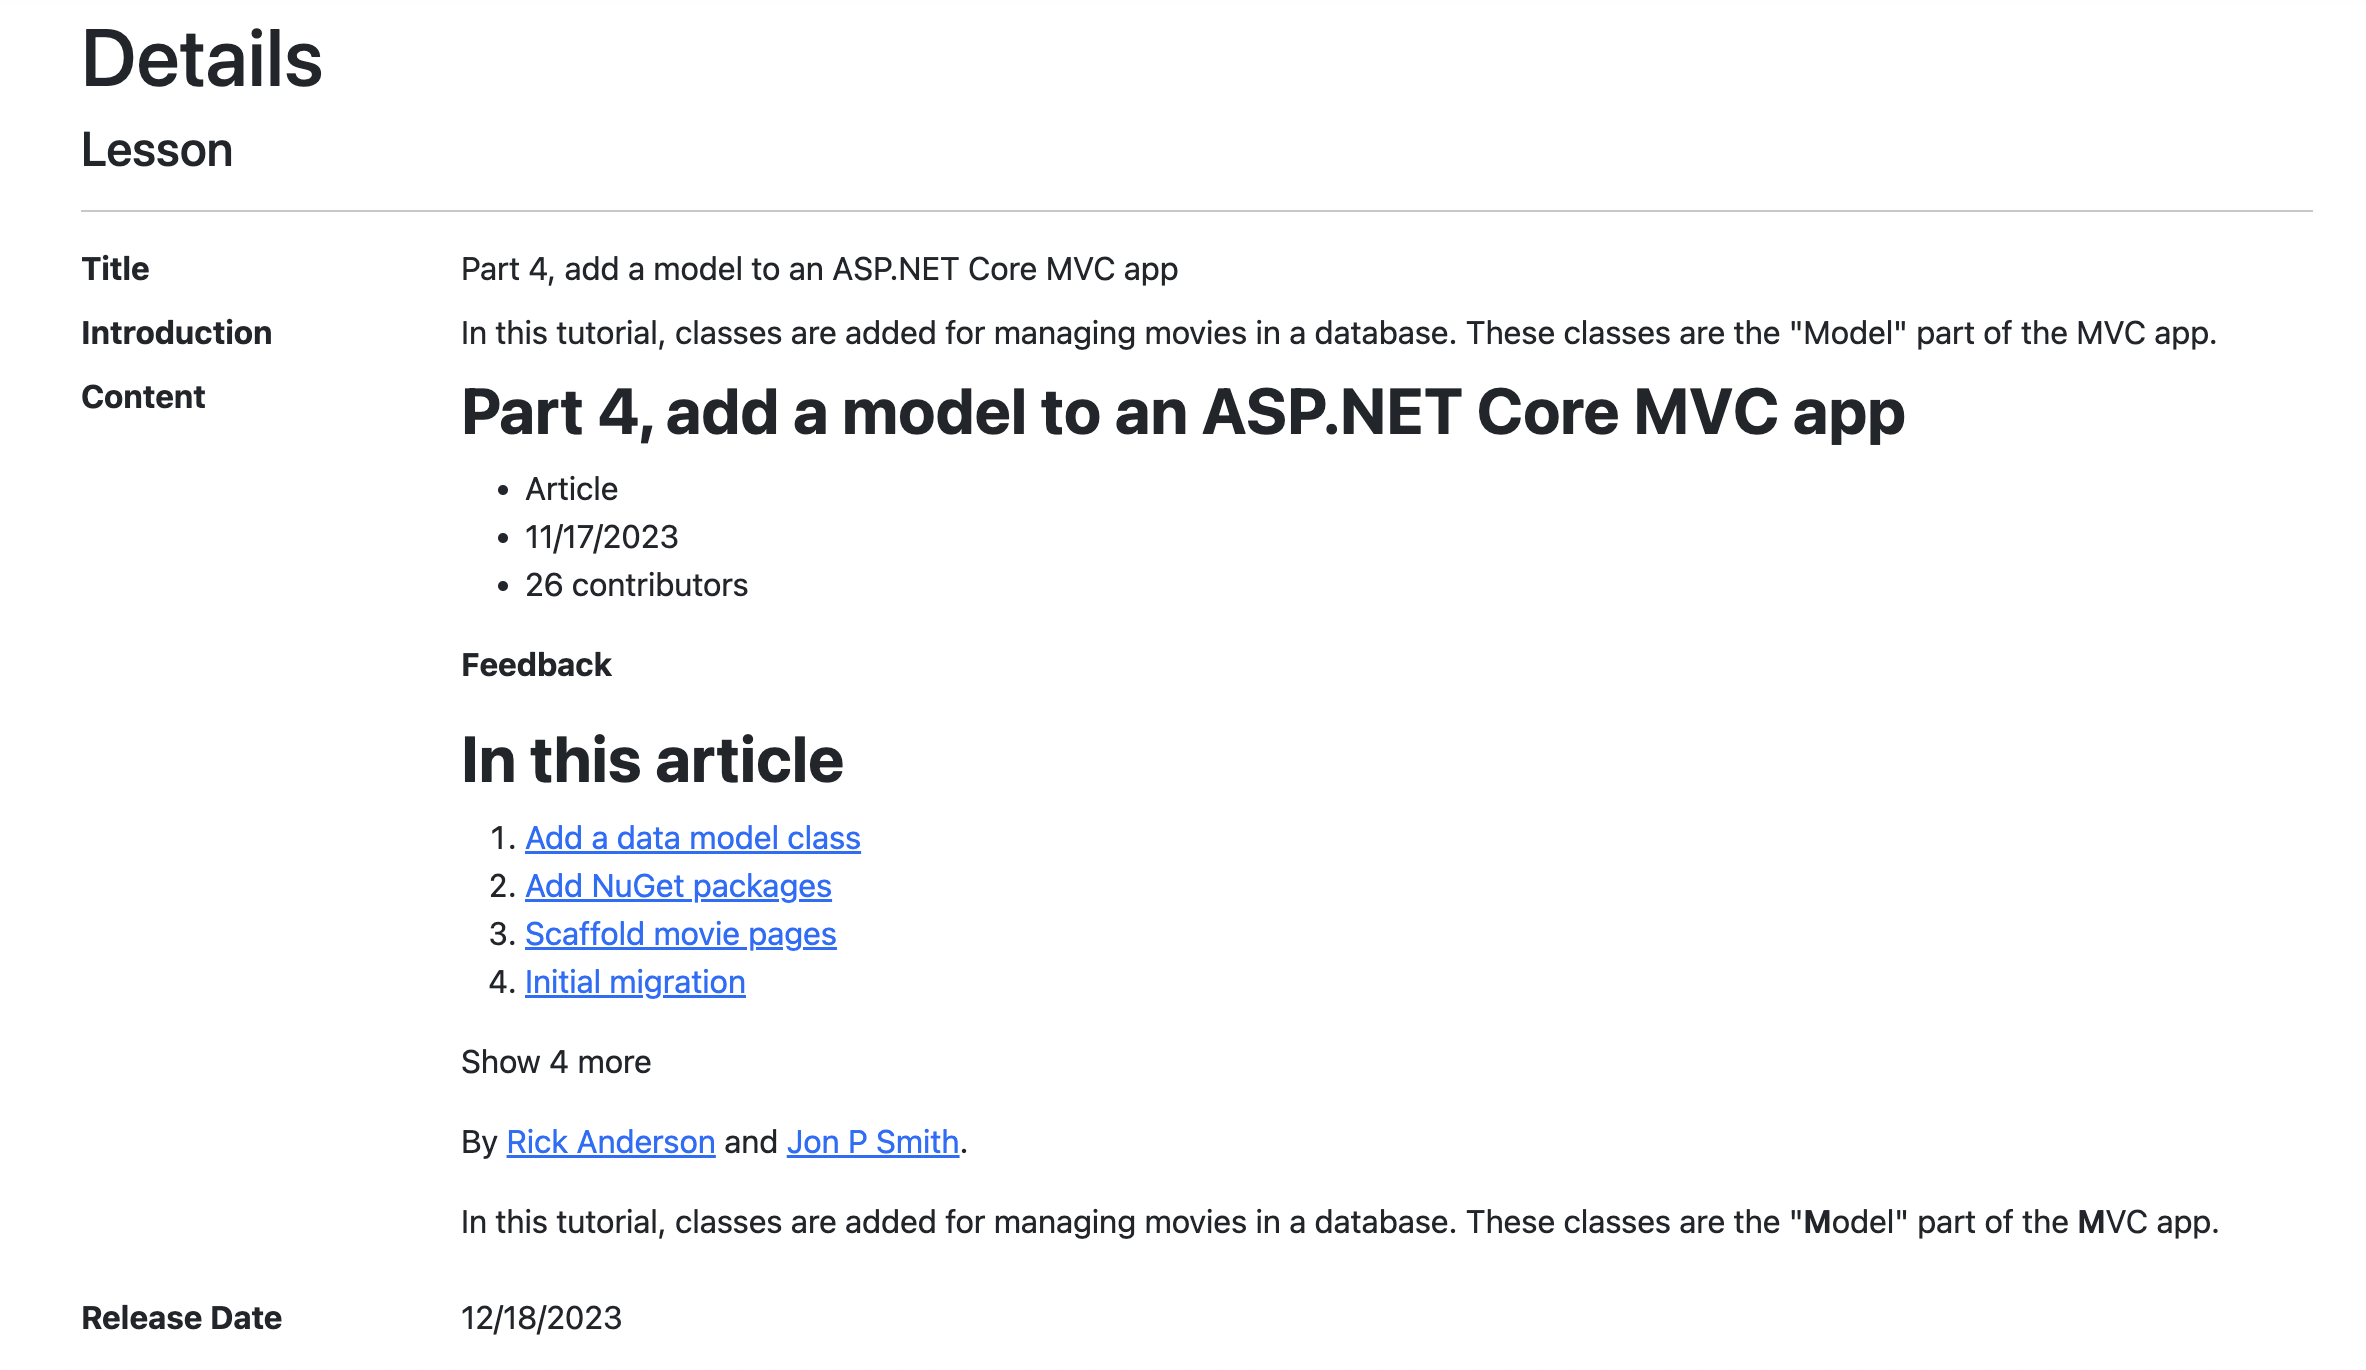 Details
Lesson
Title
Part 4, add a model to an ASP.NET Core MVC app
Introduction
In this tutorial, classes are added for managing movies in a database. These classes are the "Model" part of the MVC app.
Content
Part 4, add a model to an ASP.NET Core MVC app
• Article
• 11/17/2023
• 26 contributors
Feedback
In this article
1. Add a data model class
2. Add NuGet packages
3. Scaffold movie pages
4. Initial migration
Show 4 more
By Rick Anderson and Jon P Smith.
In this tutorial, classes are added for managing movies in a database. These classes are the "Model" part of the MVC app.
Release Date
12/18/2023